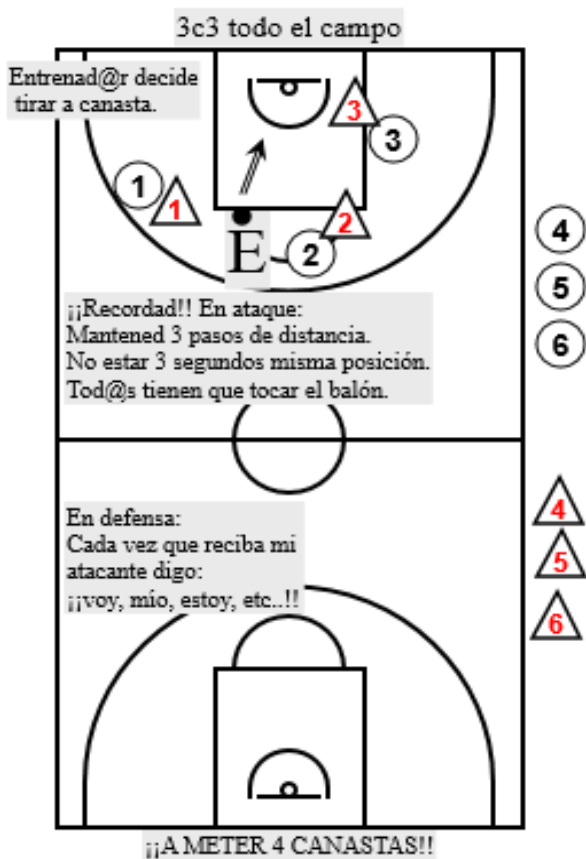 3c3 todo el campo
Entrenad@r decide
tirar a canasta.
3
3
1
1
2
2
E
4
5
6
¡¡Recordad!! En ataque:
Mantened 3 pasos de distancia.
No estar 3 segundos misma posición.
Tod@s tienen que tocar el balón.
En defensa:
Cada vez que reciba mi
atacante digo:
¡¡voy, mío, estoy, etc..!!
4
5
6
¡¡A METER 4 CANASTAS!!